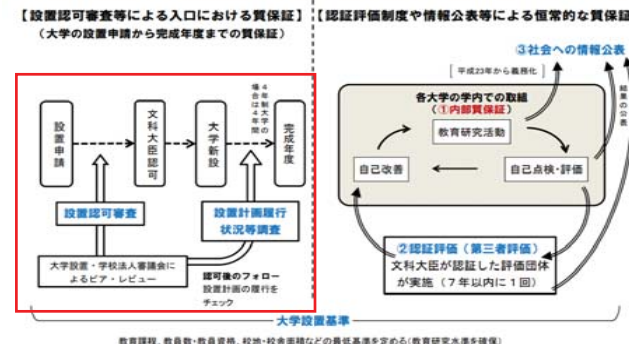 【設置認可審査等による入口における質保証】
（大学の設置申請から完成年度までの質保証）
設置申請
文科大臣認可
大学新設
4年制大学の
場合は4年間
完成年度
設置認可審査
設置計画履行
状況等調査
大学設置・学校法人審議会に
よるピア・レビュー
認可後のフォロー
設置計画の履行を
チェック
【認証評価制度や情報公表等による恒常的な質保証
③社会への情報公表
平成23年から義務化
結果の公表
各大学の学内での取組
（①内部質保証）
教育研究活動
自己改善
自己点検・評価
②認証評価（第三者評価）
文科大臣が認証した評価団体
が実施（7年以内に1回）
大学設置基準
教育課程、教員数・教員資格、校地・校舎面積などの最低基準を定める（教育研究水準を確保）